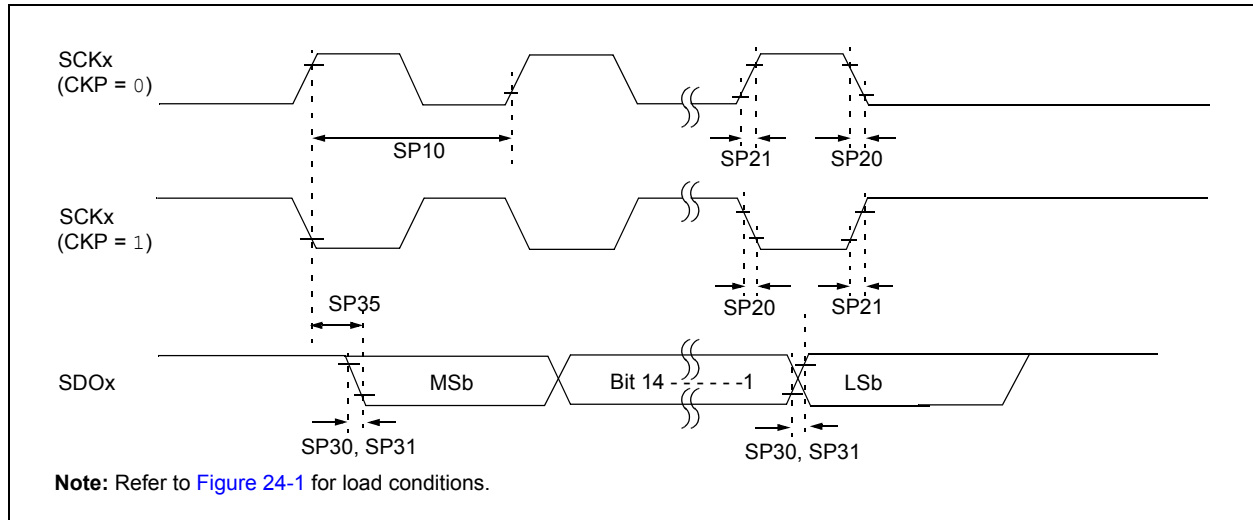 SCKx
(CKP = 0)
SP10
SP21
SP20
SCKx
(CKP = 1)
SP35
SP20
SP21
SDOx
MSb
Bit 14 - - - - - -1
LSb
SP30, SP31
SP30, SP31
Note: Refer to Figure 24-1 for load conditions.